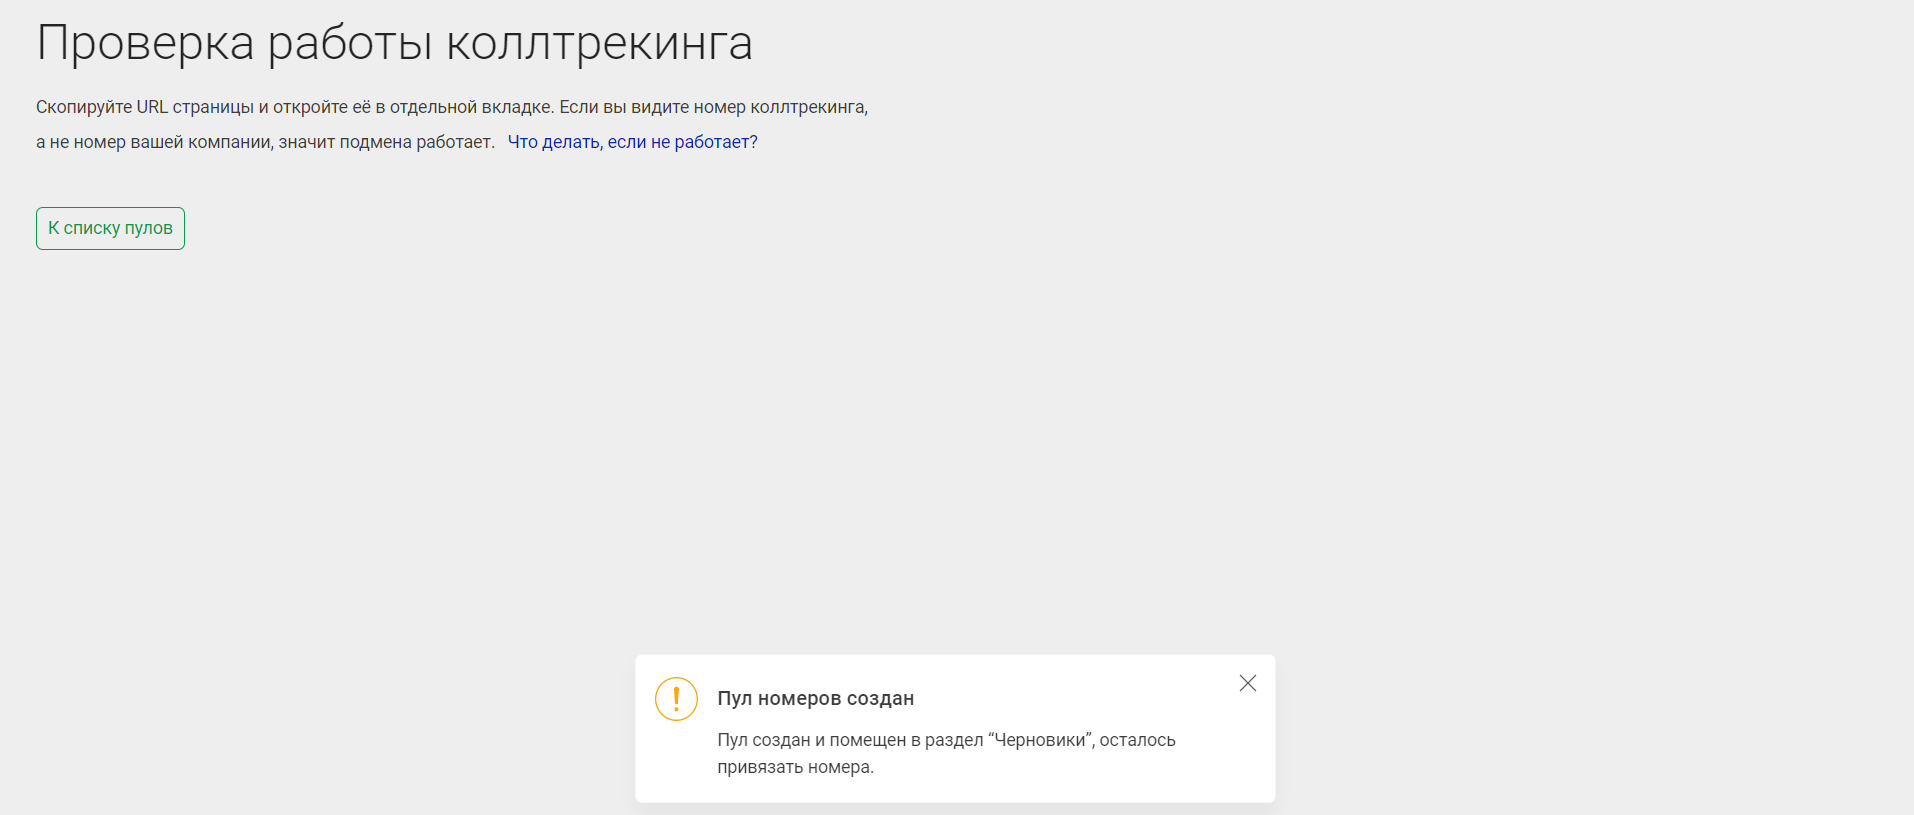 Проверка работы коллтрекинга
Скопируйте URL страницы и откройте её в отдельной вкладке. Если вы видите номер коллтрекинга,
а не номер вашей компании, значит подмена работает. Что делать, если не работает?
К списку пулов
Пул номеров создан
Пул создан и помещен в раздел “Черновики”, осталось
привязать номера.